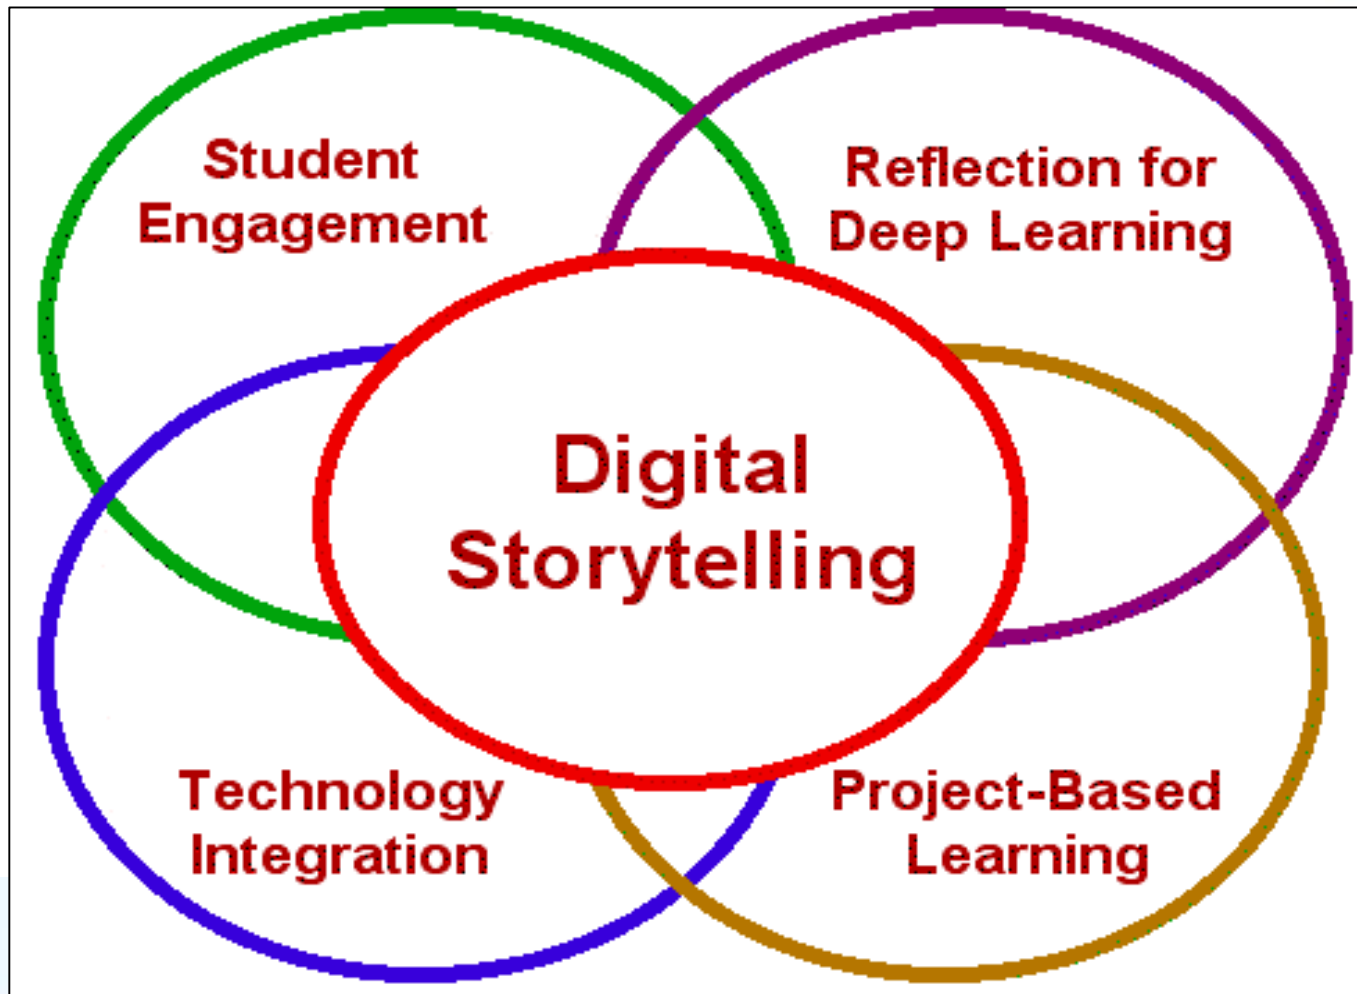 Student
Engagement
Reflection for
Deep Learning
Digital
Storytelling
Technology
Integration
Project-Based
Learning